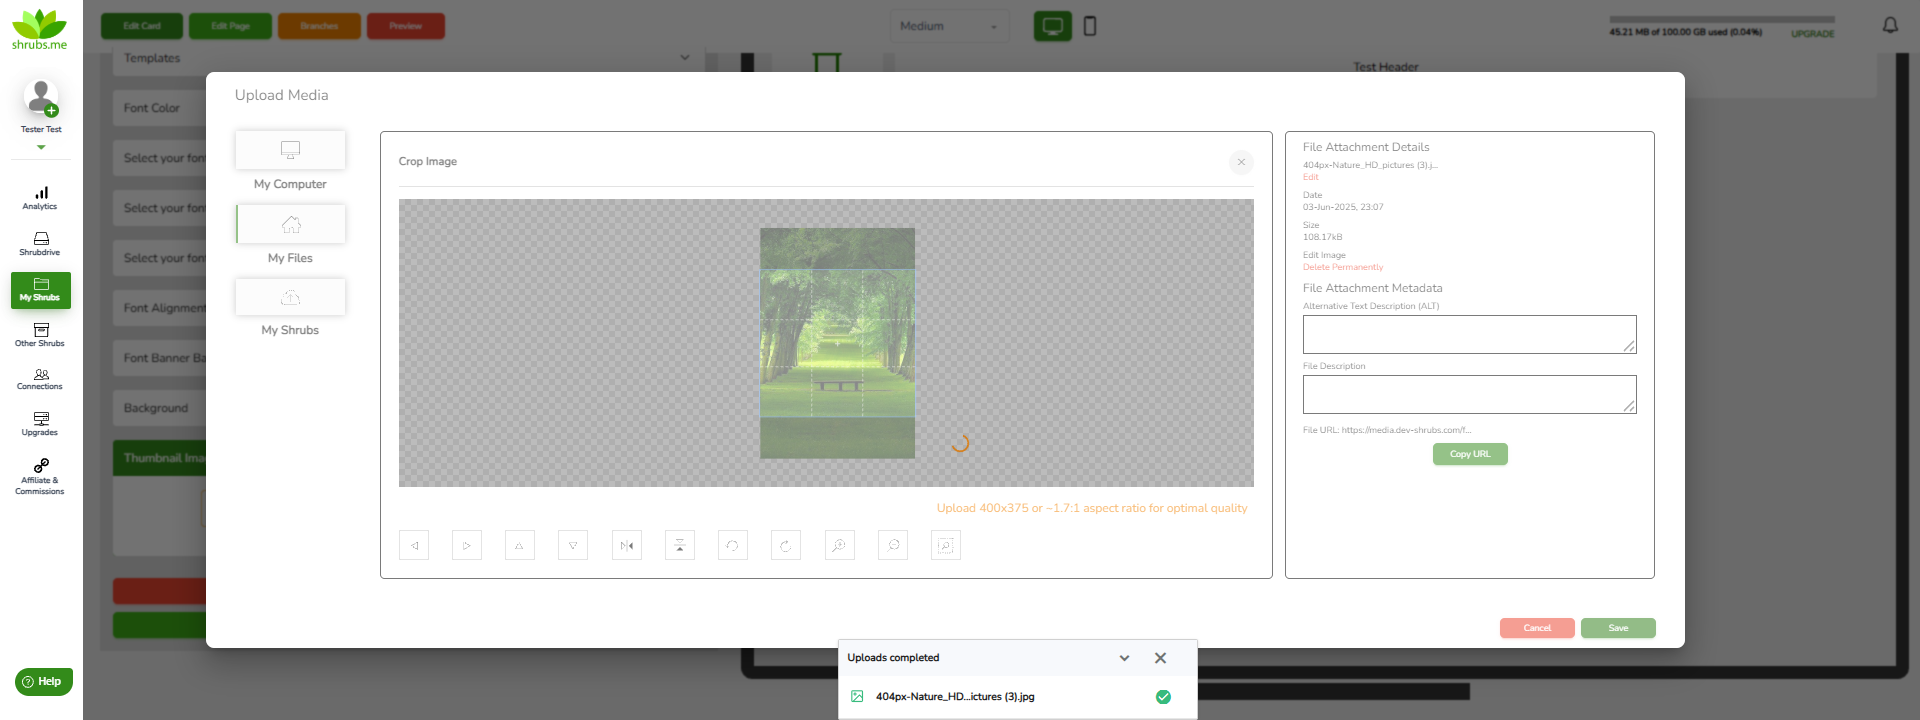 shrubs.me
Tester Test
Analytics
Shrubdrive
My Shrubs
Other Shrubs
Connections
Upgrades
Affiliate &
Commissions
Help
Edit Card
Edit Page
Branches
Preview
Medium
45.21 MB of 100.00 GB used (0.04%)
UPGRADE
Templates
Font Color
Select your fon
Select your fon
Select your fon
Font Alignment
Font Banner Ba
Background
Thumbnail Ima
Test Header
Upload Media
My Computer
My Files
My Shrubs
Crop Image
Upload 400x375 or ~1.7:1 aspect ratio for optimal quality
File Attachment Details
404px-Nature_HD_pictures (3).j...
Edit
Date
03-Jun-2025, 23:07
Size
108.17kB
Edit Image
Delete Permanently
File Attachment Metadata
Alternative Text Description (ALT)
File Description
File URL: https://media.dev-shrubs.com/f...
Copy URL
Cancel
Save
Uploads completed
404px-Nature_HD...ictures (3).jpg